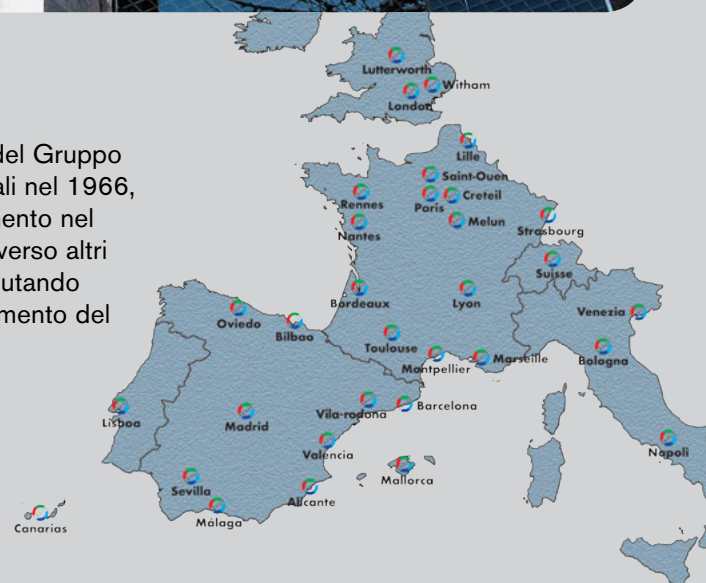 del Gruppo
ali nel 1966,
mento nel
verso altri
utando
mento del
Lutterworth
Witham
London
Lille
Saint-Ouen
Creteil
Rennes
Paris
Melun
Nantes
Strasbourg
Suisse
Bordeaux
Lyon
Venezia
Oviedo
Bilbao
Toulouse
Montpellier
Marseille
Bologna
Lisboa
Madrid
Vila-rodona
Barcelona
Valencia
Napoli
Mallorca
Sevilla
Alicante
Málaga
Canarias